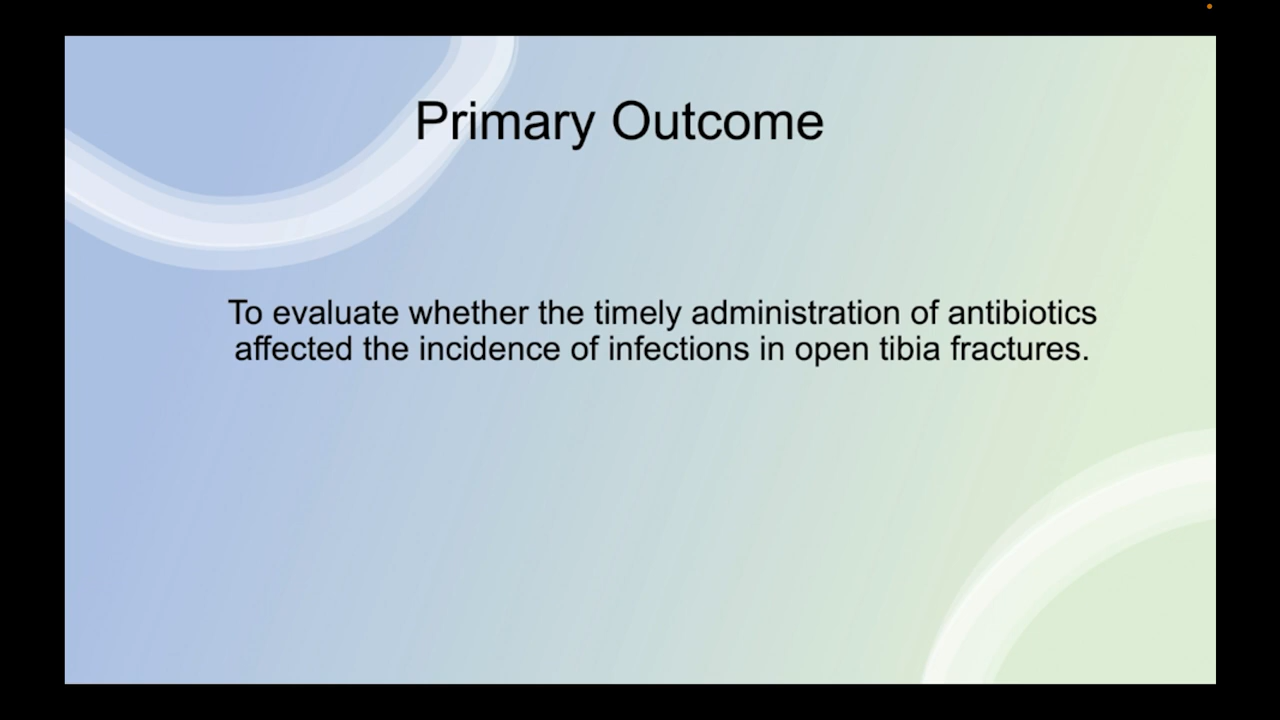 Primary Outcome
To evaluate whether the timely administration of antibiotics
affected the incidence of infections in open tibia fractures.